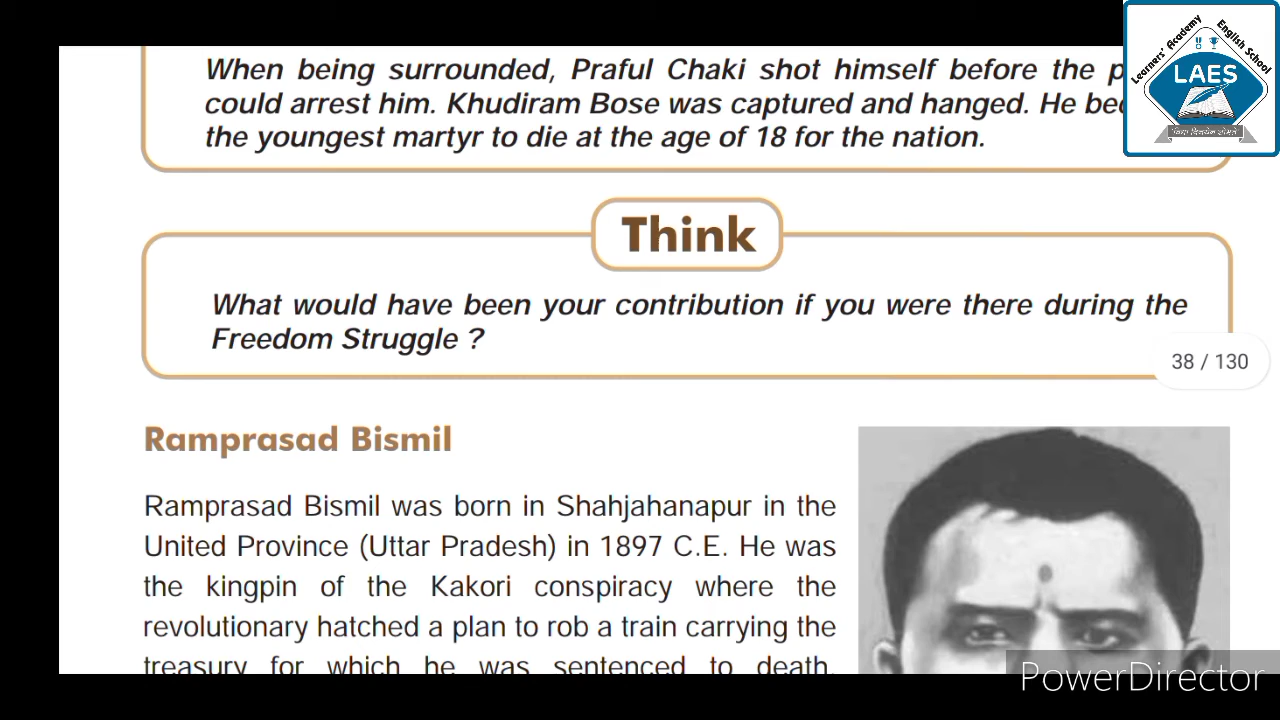 When being surrounded, Praful Chaki shot himself before the
could arrest him. Khudiram Bose was captured and hanged. He
the youngest martyr to die at the age of 18 for the nation.
Learners' Academy English School
LAES
Think
What would have been your contribution if you were there during the
Freedom Struggle ?
38 / 130
Ramprasad Bismil
Ramprasad Bismil was born in Shahjahanapur in the
United Province (Uttar Pradesh) in 1897 C.E. He was
the kingpin of the Kakori conspiracy where the
revolutionary hatched a plan to rob a train carrying the
treasury for which he was sentenced to death.
PowerDirector